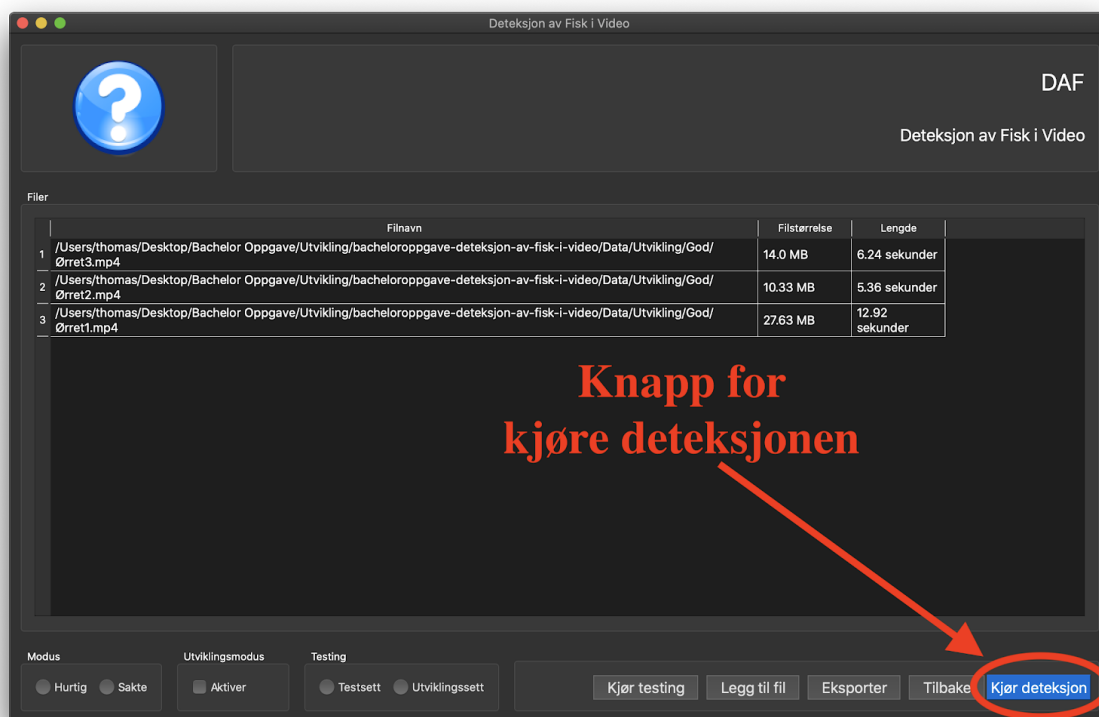 Deteksjon av Fisk i Video
DAF
Deteksjon av Fisk i Video
Filer
Filnavn Filstørrelse Lengde
1 /Users/thomas/Desktop/Bachelor Oppgave/Utvikling/bacheloroppgave-deteksjon-av-fisk-i-video/Data/Utvikling/God/ 14.0 MB 6.24 sekunder
Ørret3.mp4
2 /Users/thomas/Desktop/Bachelor Oppgave/Utvikling/bacheloroppgave-deteksjon-av-fisk-i-video/Data/Utvikling/God/ 10.33 MB 5.36 sekunder
Ørret2.mp4
3 /Users/thomas/Desktop/Bachelor Oppgave/Utvikling/bacheloroppgave-deteksjon-av-fisk-i-video/Data/Utvikling/God/ 27.63 MB 12.92
Ørret1.mp4 sekunder
Knapp for
kjøre deteksjonen
Modus Utviklingsmodus Testing
Hurtig Sakte Aktiver Testsett Utviklingssett Kjør testing Legg til fil Eksporter Tilbake Kjør deteksjon